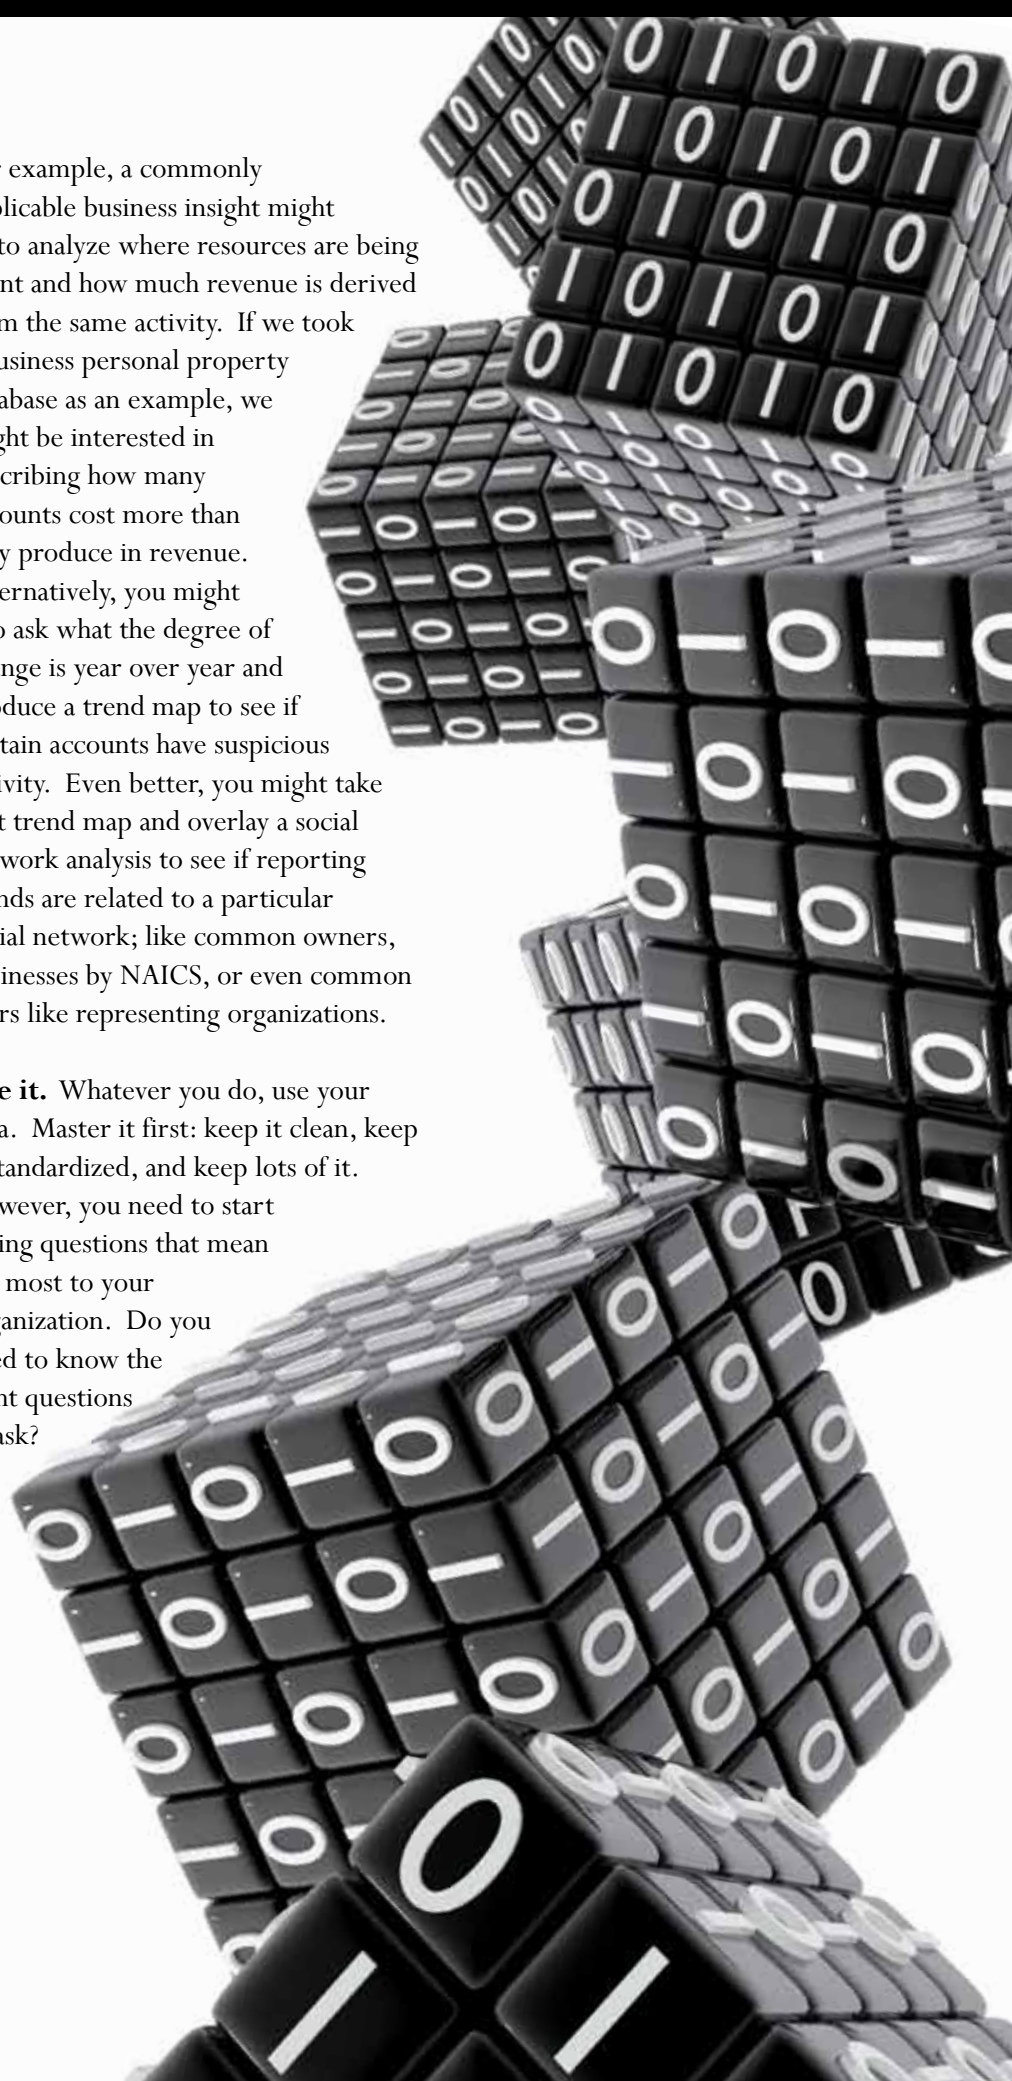 r example, a commonly
plicable business insight might
to analyze where resources are being
nt and how much revenue is derived
m the same activity.  If we took
usiness personal property
abase as an example, we
ght be interested in
cribing how many
ounts cost more than
y produce in revenue.
ernatively, you might
o ask what the degree of
nge is year over year and
duce a trend map to see if
tain accounts have suspicious
ivity.  Even better, you might take
t trend map and overlay a social
work analysis to see if reporting
nds are related to a particular
ial network; like common owners,
inesses by NAICS, or even common
rs like representing organizations.
e it.  Whatever you do, use your
a.  Master it first: keep it clean, keep
tandardized, and keep lots of it.
wever, you need to start
ing questions that mean
most to your
anization.  Do you
ed to know the
nt questions
ask?
01010
10101
01010
10101
01010